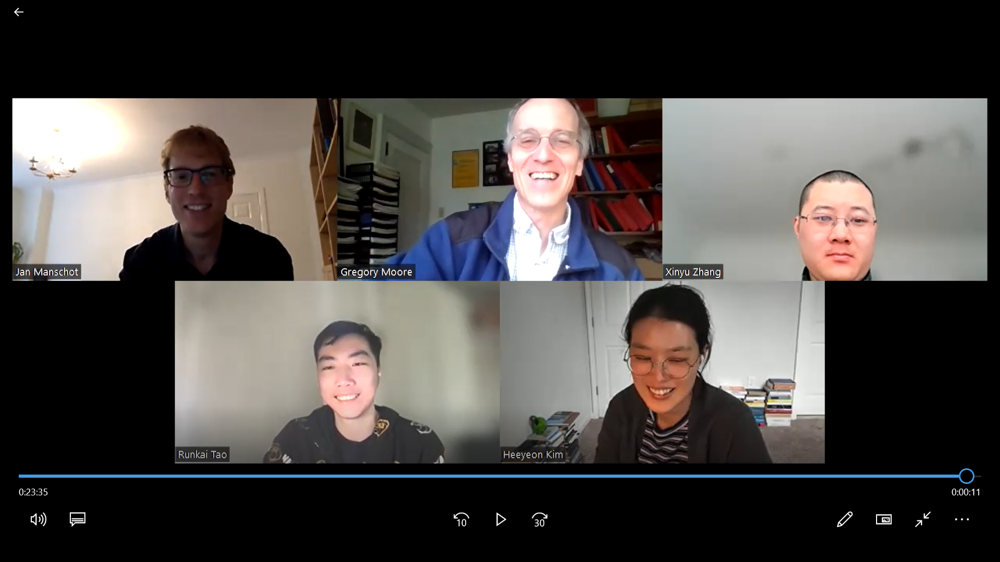 Jan Manschot
Gregory Moore
Xinyu Zhang
Runkai Tao
Heeyeon Kim
0:23:35
0:00:11
10
30